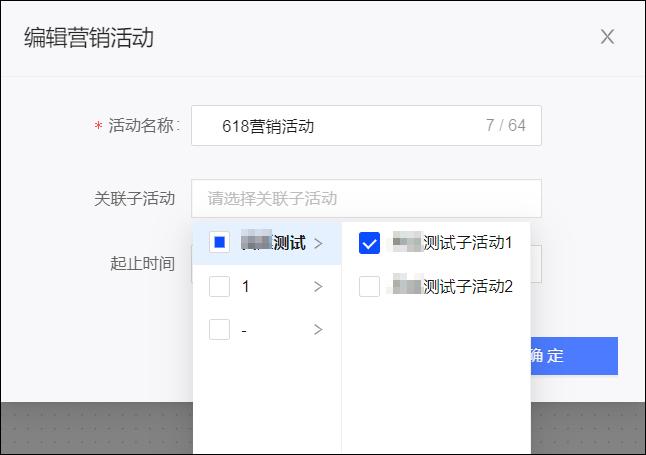 编辑营销活动
* 活动名称: 618营销活动 7 / 64
关联子活动 请选择关联子活动
测试 测试子活动1
起止时间
1 测试子活动2
-
确 定